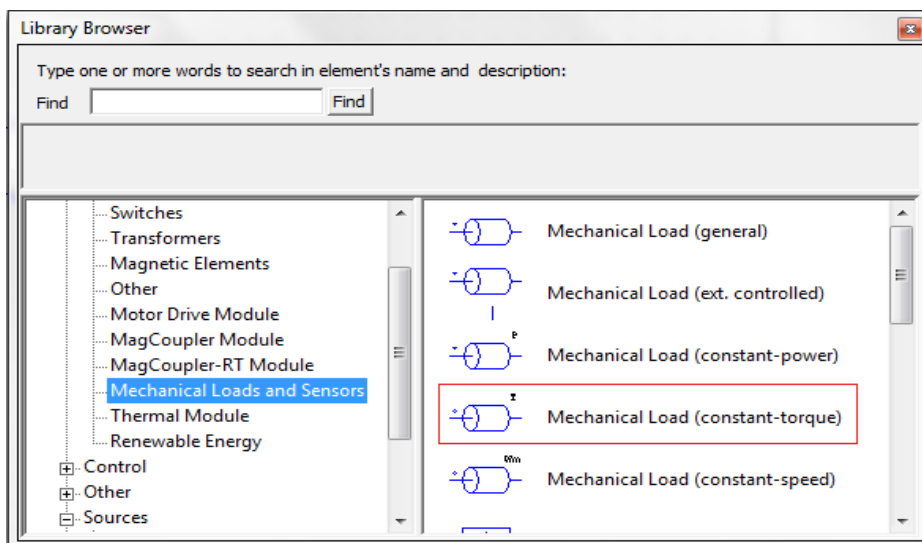 Library Browser
Type one or more words to search in element's name and description:
Find
Find
Switches
Transformers
Magnetic Elements
Other
Motor Drive Module
MagCoupler Module
MagCoupler-RT Module
Mechanical Loads and Sensors
Thermal Module
Renewable Energy
Control
Other
Sources
Mechanical Load (general)
Mechanical Load (ext. controlled)
P
Mechanical Load (constant-power)
T
Mechanical Load (constant-torque)
Wm
Mechanical Load (constant-speed)